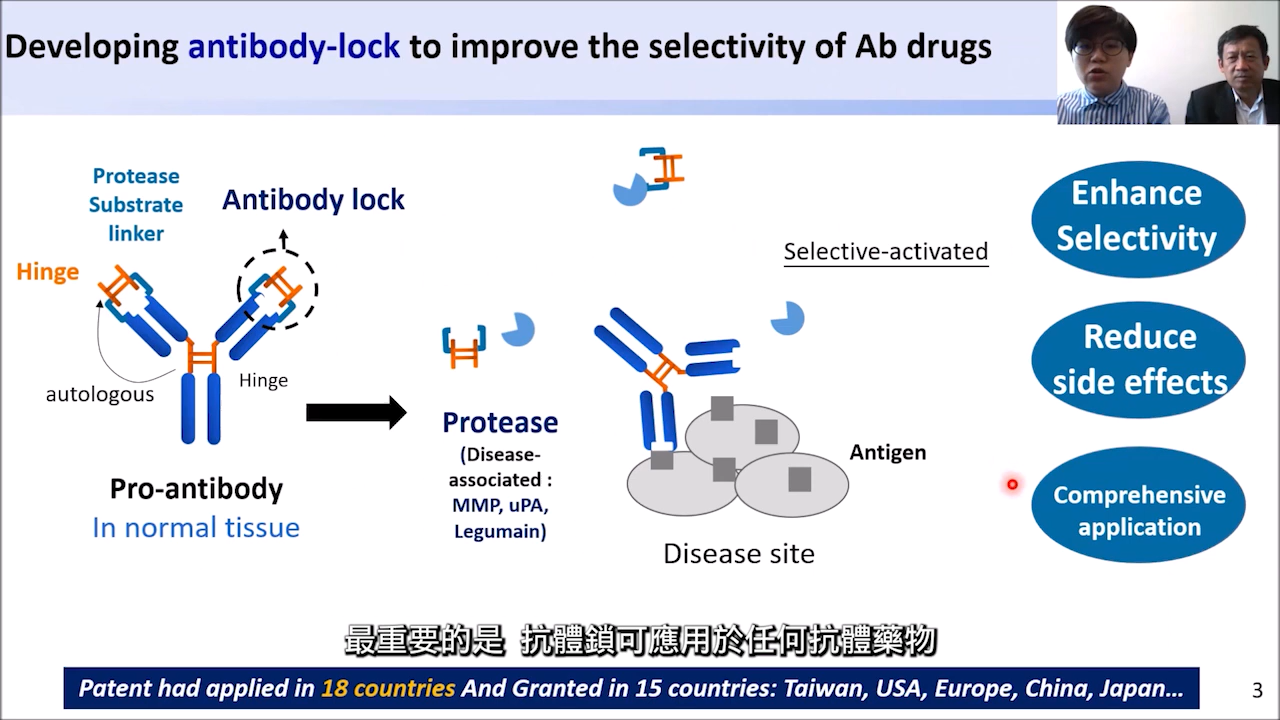 Developing antibody-lock to improve the selectivity of Ab drugs
Protease
Substrate
linker
Antibody lock
Hinge
autologous
Hinge
Pro-antibody
In normal tissue
Protease
(Disease-
associated :
MMP, uPA,
Legumain)
Selective-activated
Antigen
Disease site
Enhance
Selectivity
Reduce
side effects
Comprehensive
application
最重要的是 抗體鎖可應用於任何抗體藥物
Patent had applied in 18 countries And Granted in 15 countries: Taiwan, USA, Europe, China, Japan...
3